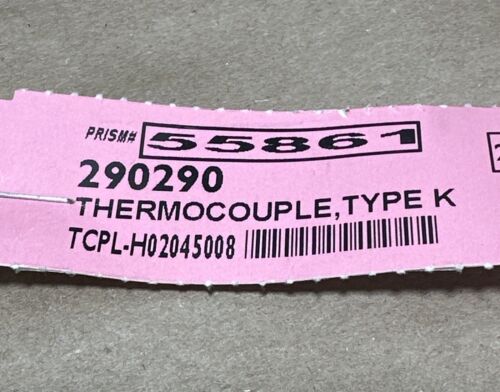 PRISM# 55861
290290
THERMOCOUPLE,TYPE K
TCPL-H02045008